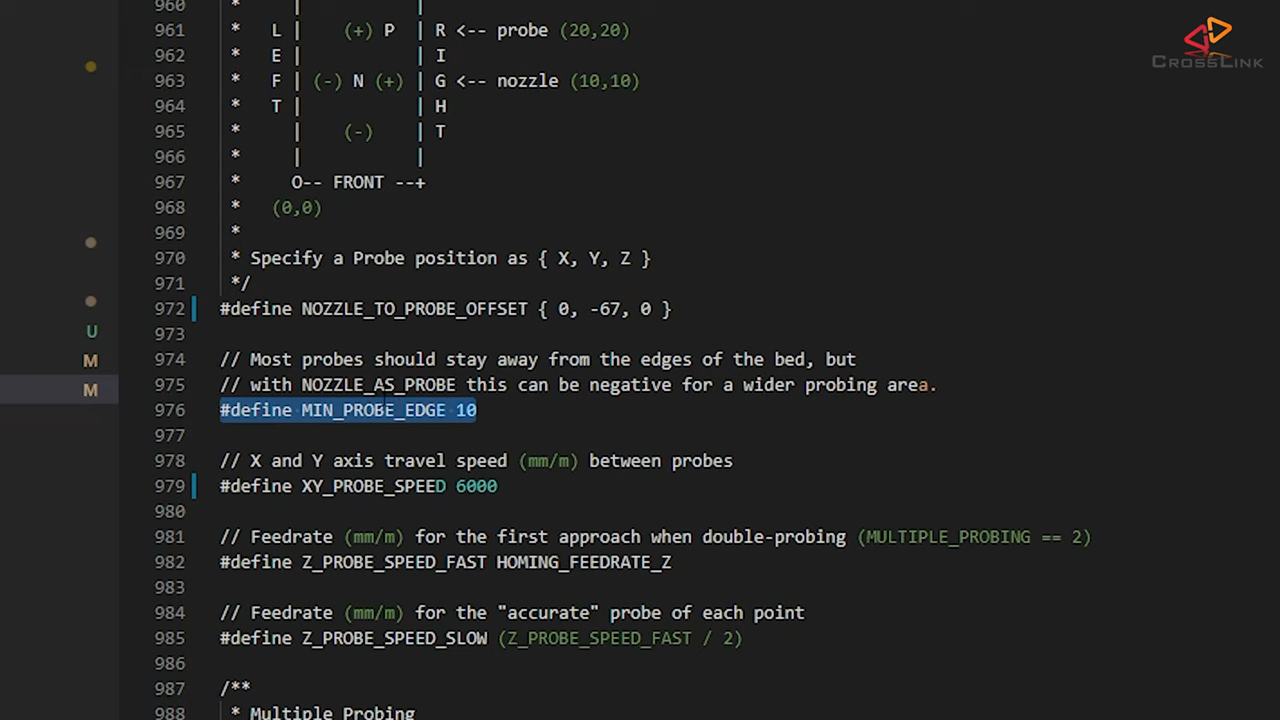 CROSSLINK
960 * | |
961 * L | (+) P | R <-- probe (20,20)
962 * E | | I
963 * F | (-) N (+) | G <-- nozzle (10,10)
964 * T | | H
965 * | (-) | T
966 * | |
967 * O-- FRONT --+
968 * (0,0)
969 *
970 * Specify a Probe position as { X, Y, Z }
971 */
972 #define NOZZLE_TO_PROBE_OFFSET { 0, -67, 0 }
973
974 // Most probes should stay away from the edges of the bed, but
U
M
975 // with NOZZLE_AS_PROBE this can be negative for a wider probing area.
M
976 #define MIN_PROBE_EDGE 10
977
978 // X and Y axis travel speed (mm/m) between probes
979 #define XY_PROBE_SPEED 6000
980
981 // Feedrate (mm/m) for the first approach when double-probing (MULTIPLE_PROBING == 2)
982 #define Z_PROBE_SPEED_FAST HOMING_FEEDRATE_Z
983
984 // Feedrate (mm/m) for the "accurate" probe of each point
985 #define Z_PROBE_SPEED_SLOW (Z_PROBE_SPEED_FAST / 2)
986
987 /**
988 * Multiple Probing